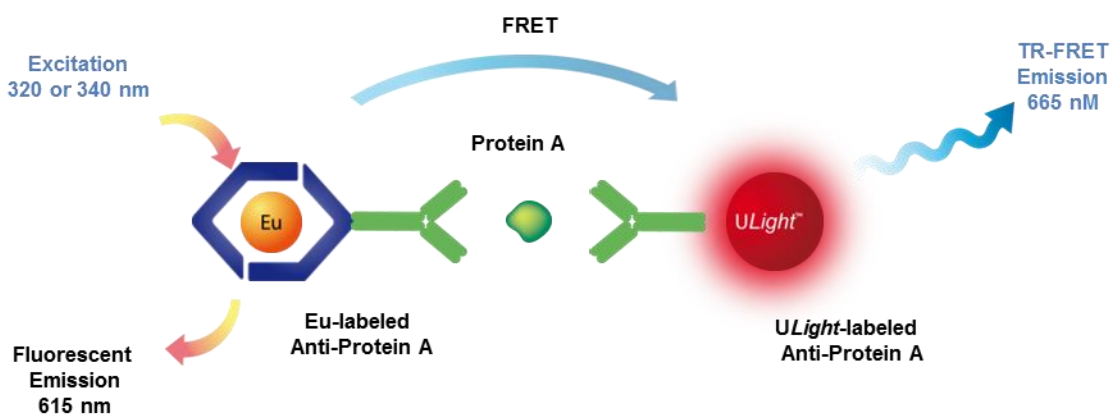 FRET
Excitation
320 or 340 nm
TR-FRET
Emission
665 nM
Protein A
Eu
ULight™
Eu-labeled
Anti-Protein A
ULight-labeled
Anti-Protein A
Fluorescent
Emission
615 nm